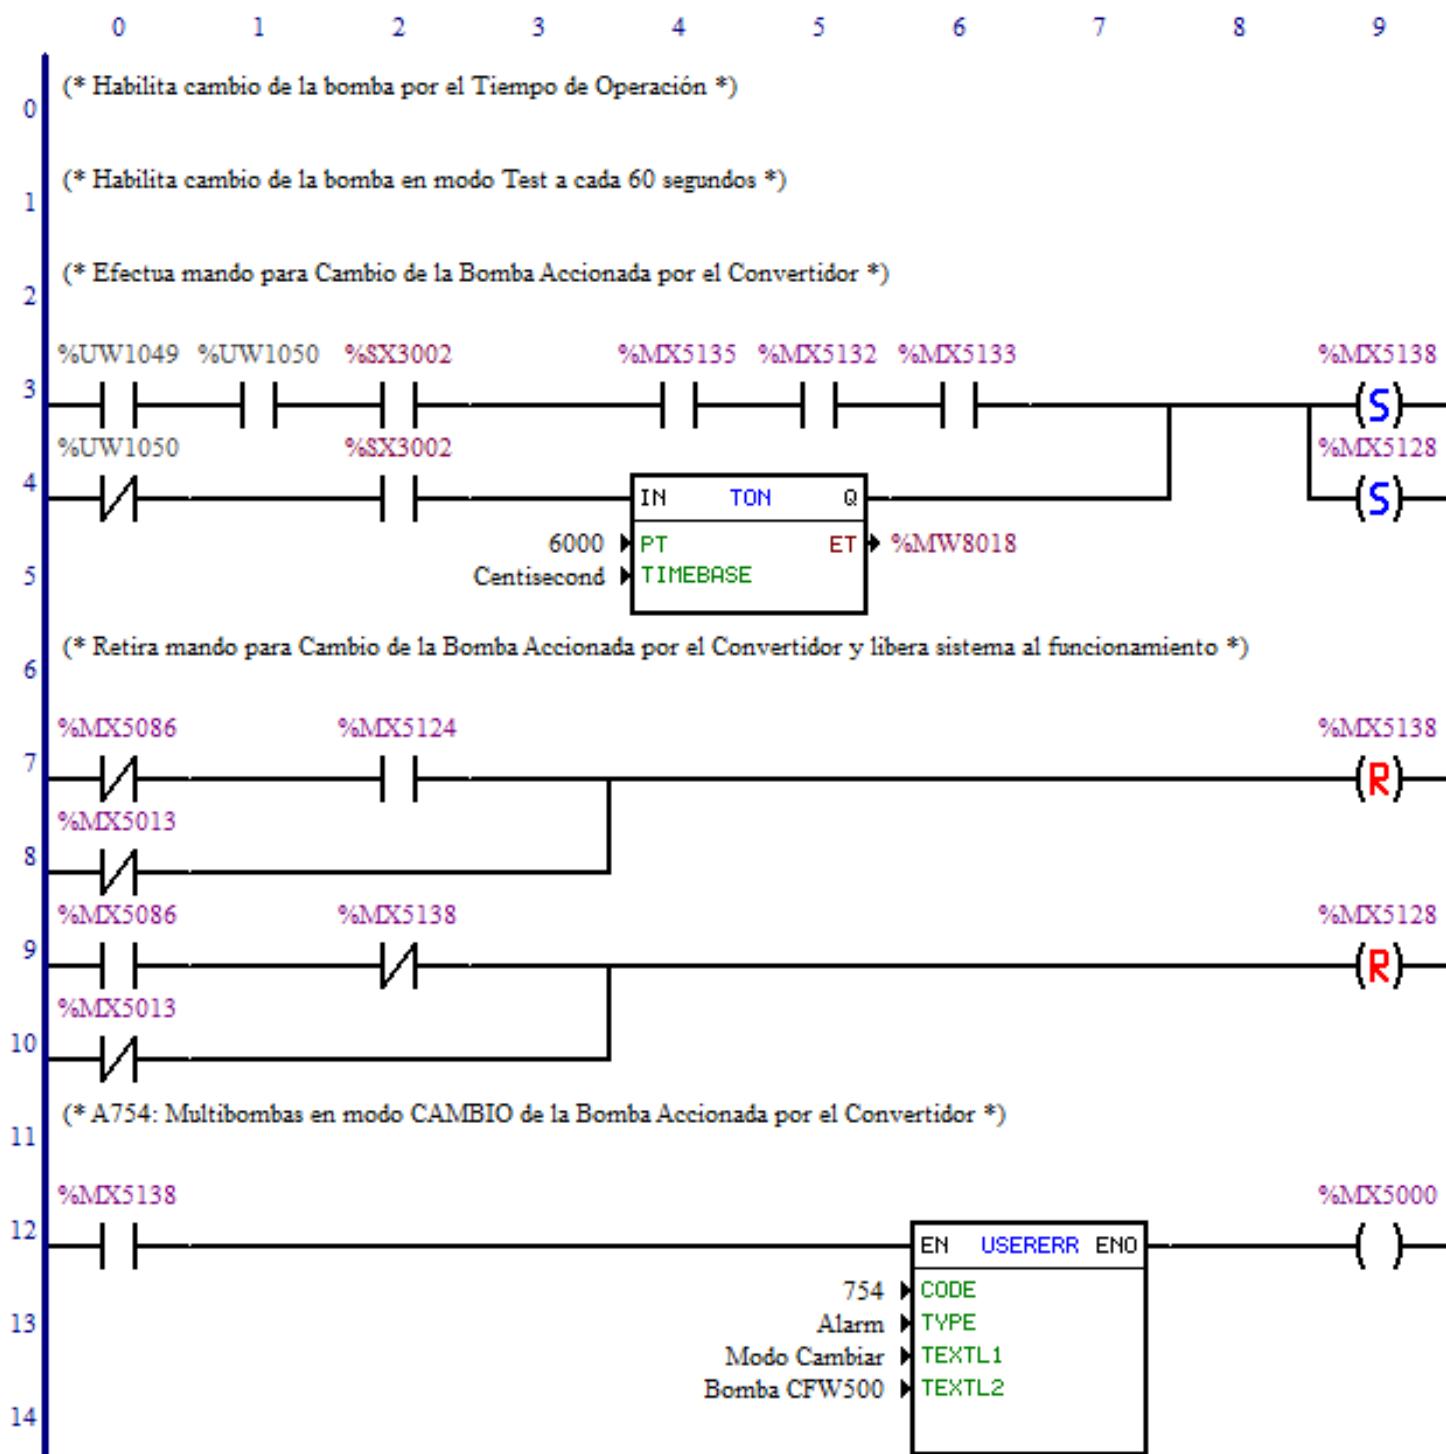 0 1 2 3 4 5 6 7 8 9
(* Habilita cambio de la bomba por el Tiempo de Operación *)
0
(* Habilita cambio de la bomba en modo Test a cada 60 segundos *)
1
(* Efectua mando para Cambio de la Bomba Accionada por el Convertidor *)
2
%UW1049 %UW1050 %SX3002 %MX5135 %MX5132 %MX5133 %MX5138
3 S
%UW1050 %SX3002 %MX5128
4 IN TON Q S
6000 PT ET %MW8018
5 Centisecond TIMEBASE
(* Retira mando para Cambio de la Bomba Accionada por el Convertidor y libera sistema al funcionamiento *)
6
%MX5086 %MX5124 %MX5138
7 R
%MX5013
8
%MX5086 %MX5138 %MX5128
9 R
%MX5013
10
(* A754: Multibombas en modo CAMBIO de la Bomba Accionada por el Convertidor *)
11
%MX5138 %MX5000
12 EN USERERR ENO
754 CODE
13 Alarm TYPE
Modo Cambiar TEXTL1
Bomba CFW500 TEXTL2
14